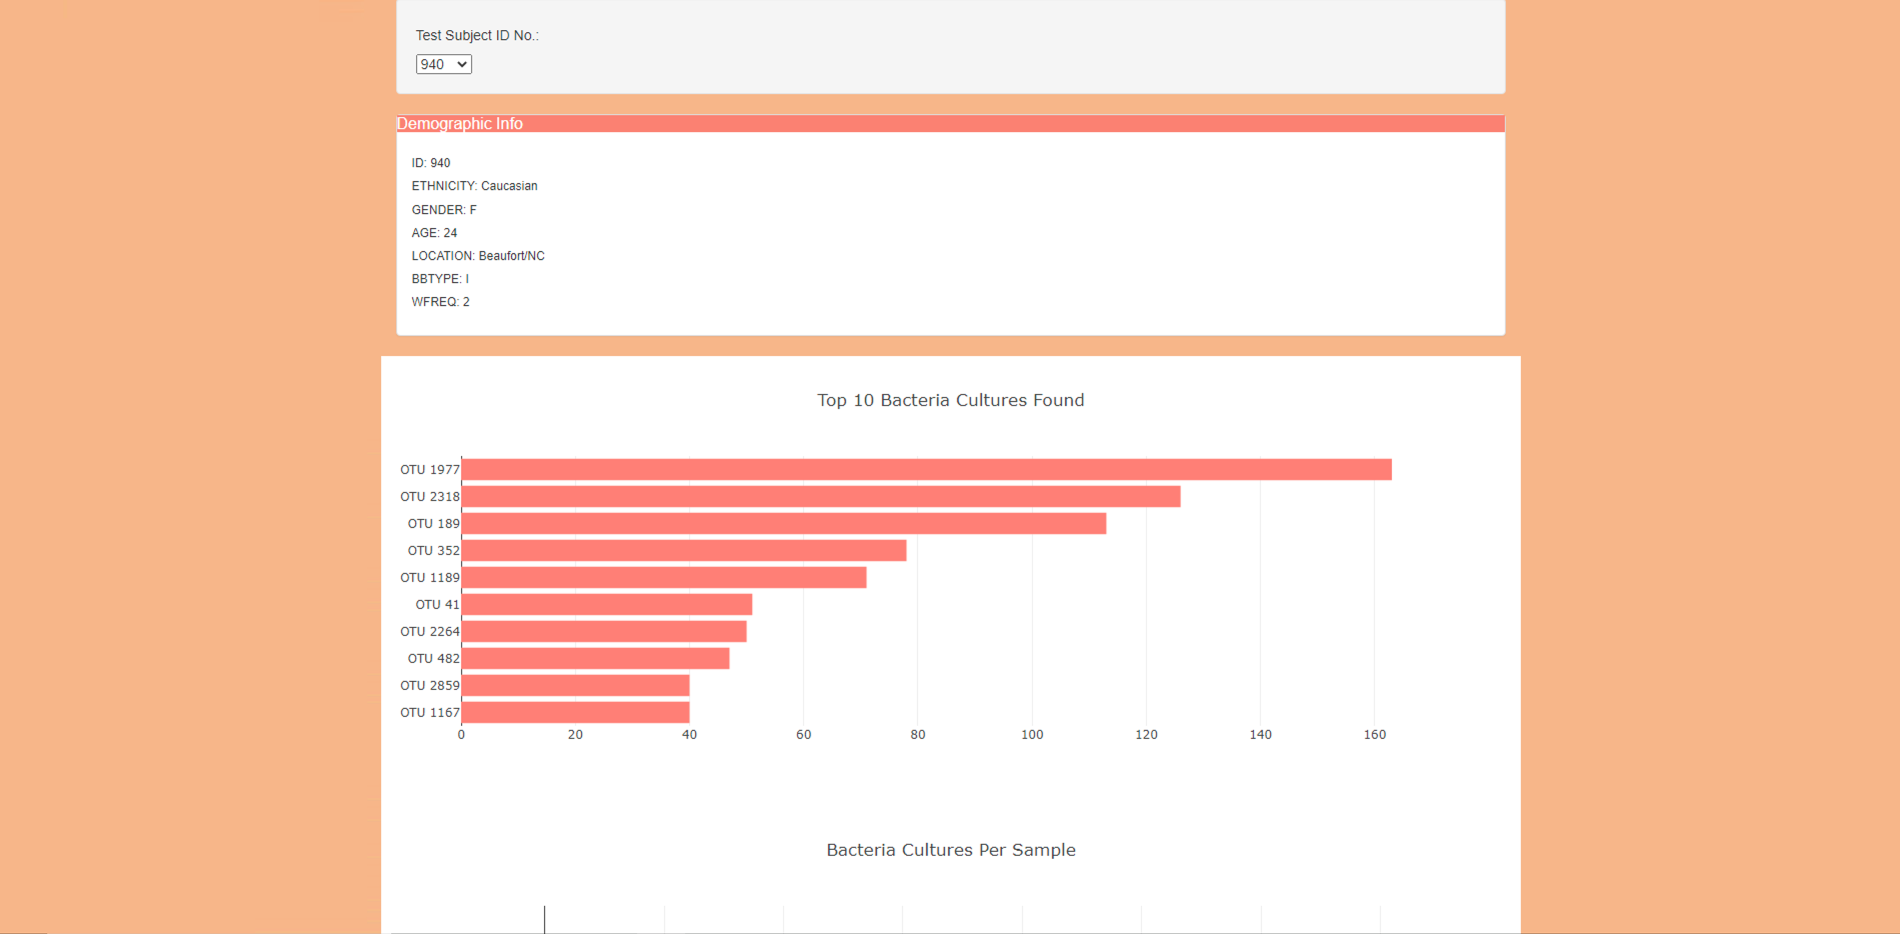 Test Subject ID No.:
940
Demographic Info
ID: 940
ETHNICITY: Caucasian
GENDER: F
AGE: 24
LOCATION: Beaufort/NC
BBTYPE: I
WFREQ: 2
Top 10 Bacteria Cultures Found
OTU 1977
OTU 2318
OTU 189
OTU 352
OTU 1189
OTU 41
OTU 2264
OTU 482
OTU 2859
OTU 1167
0 20 40 60 80 100 120 140 160
Bacteria Cultures Per Sample